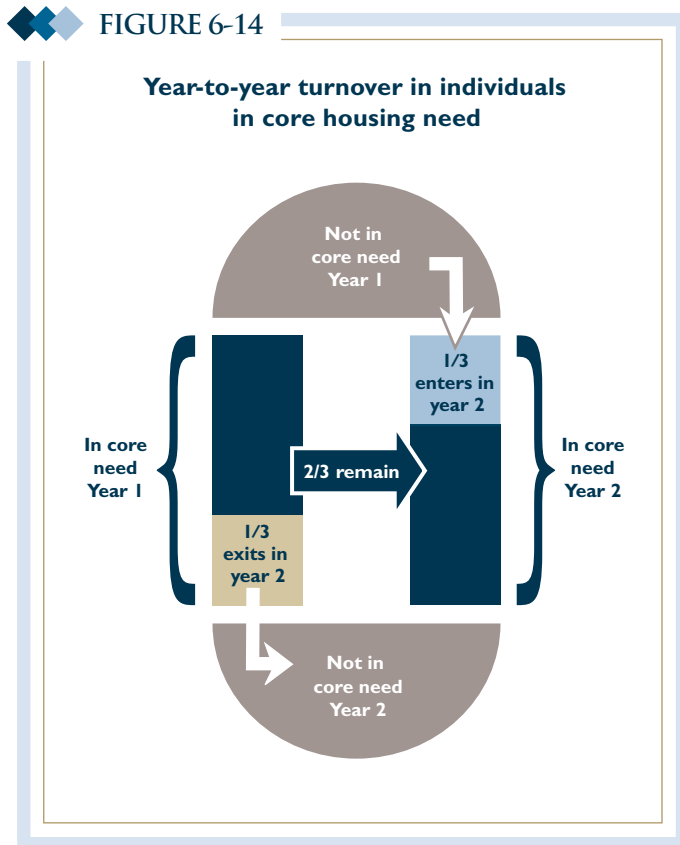 FIGURE 6-14
Year-to-year turnover in individuals
in core housing need
Not in
core need
Year 1
1/3
enters in
year 2
In core
need
Year 1
2/3 remain
In core
need
Year 2
1/3
exits in
year 2
Not in
core need
Year 2